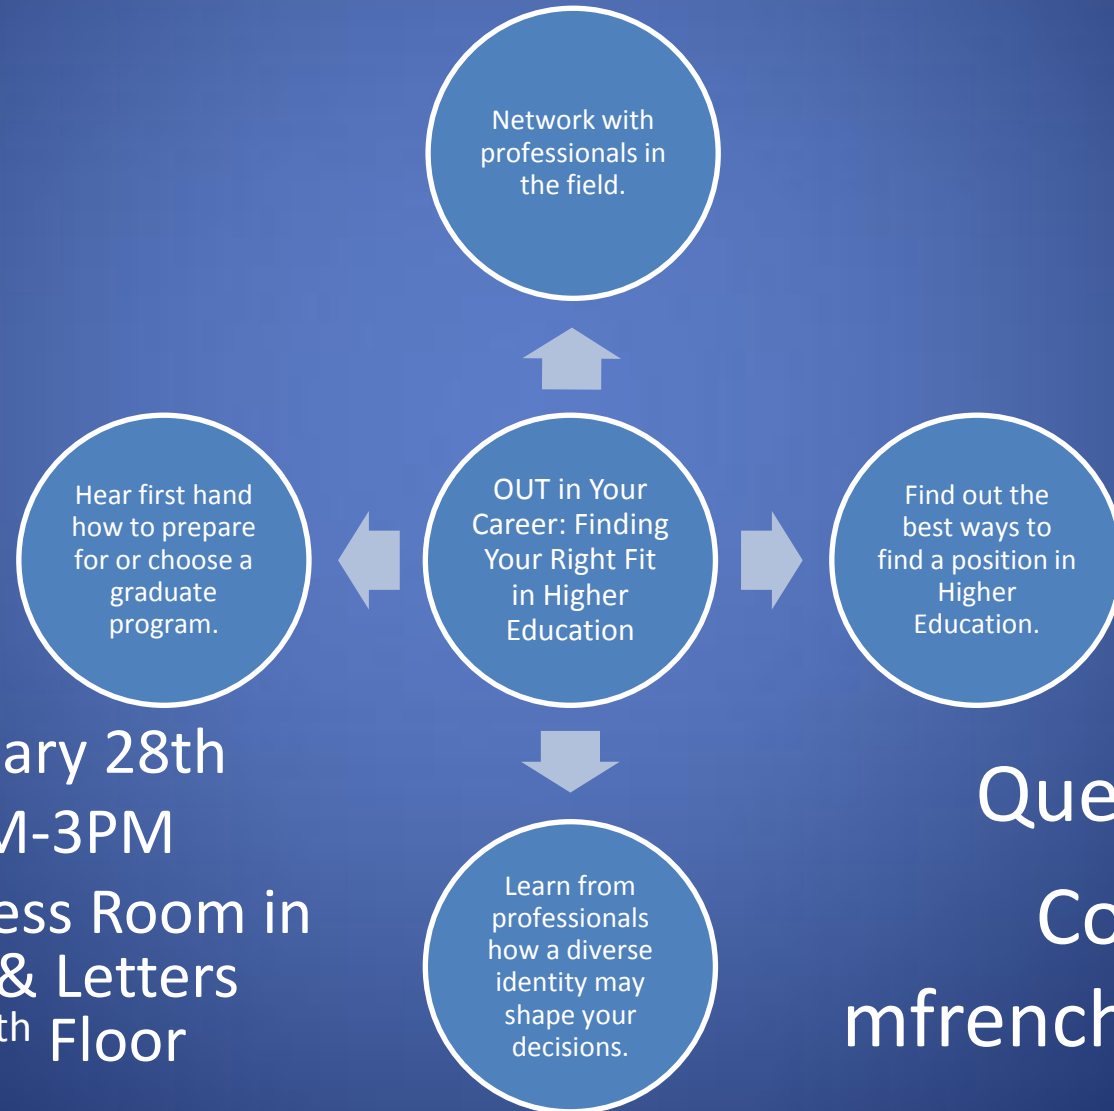 Network with
professionals in
the field.
Hear first hand
how to prepare
for or choose a
graduate
program.
OUT in Your
Career: Finding
Your Right Fit
in Higher
Education
Find out the
best ways to
find a position in
Higher
Education.
28th
-3PM
Room in
& Letters
th Floor
Learn from
professionals
how a diverse
identity may
shape your
decisions.
mfrench